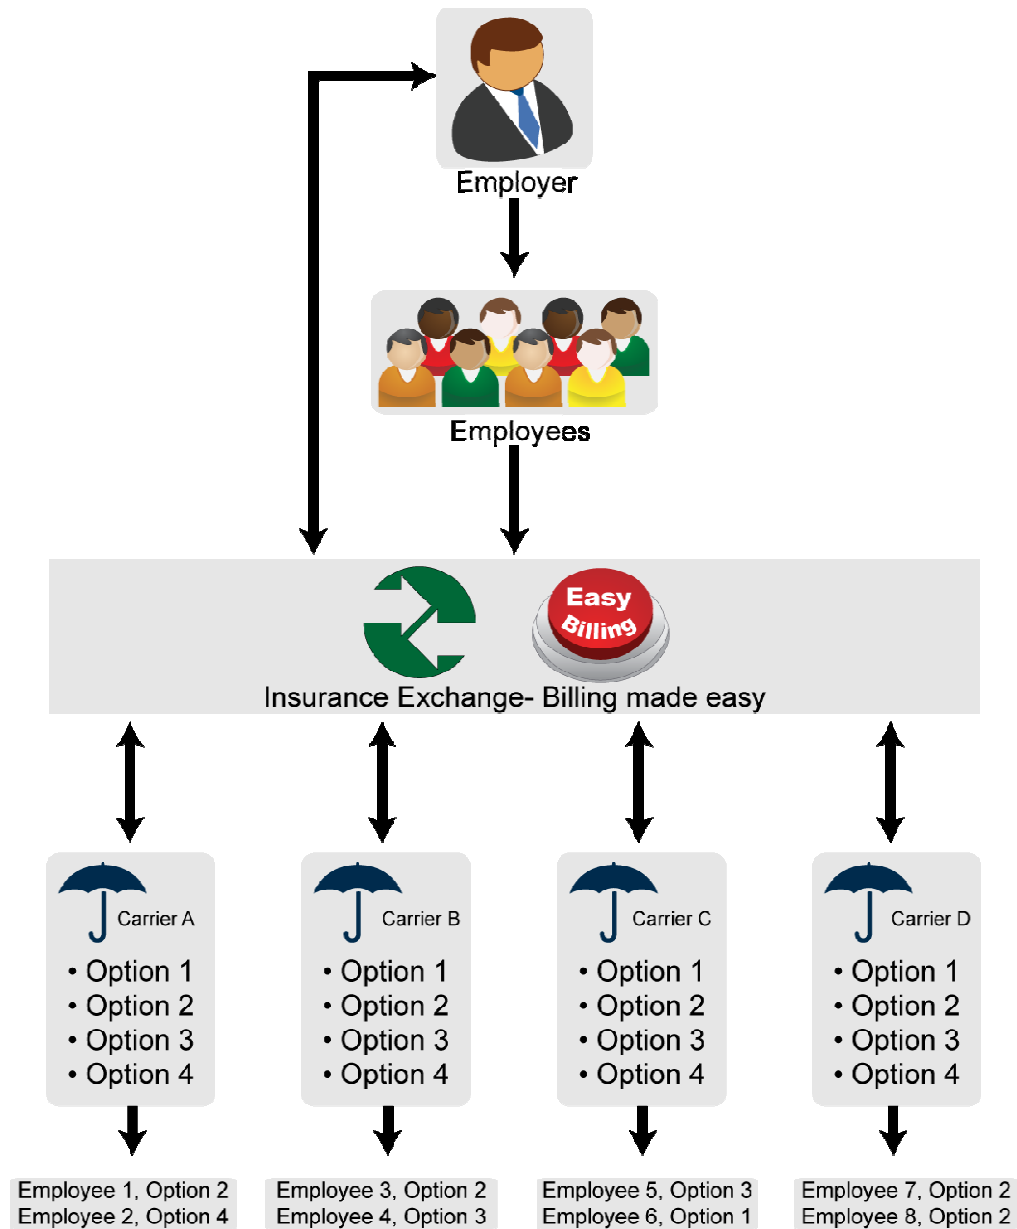 Employer
Employees
Easy
Billing
Insurance Exchange- Billing made easy
Carrier A
• Option 1
• Option 2
• Option 3
• Option 4
Carrier B
• Option 1
• Option 2
• Option 3
• Option 4
Carrier C
• Option 1
• Option 2
• Option 3
• Option 4
Carrier D
• Option 1
• Option 2
• Option 3
• Option 4
Employee 1, Option 2
Employee 2, Option 4
Employee 3, Option 2
Employee 4, Option 3
Employee 5, Option 3
Employee 6, Option 1
Employee 7, Option 2
Employee 8, Option 2